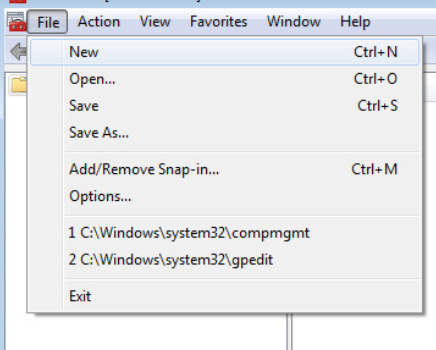 File Action View Favorites Window Help
New Ctrl+N
Open... Ctrl+O
Save Ctrl+S
Save As...
Add/Remove Snap-in... Ctrl+M
Options...
1 C:\Windows\system32\compmgmt
2 C:\Windows\system32\gpedit
Exit